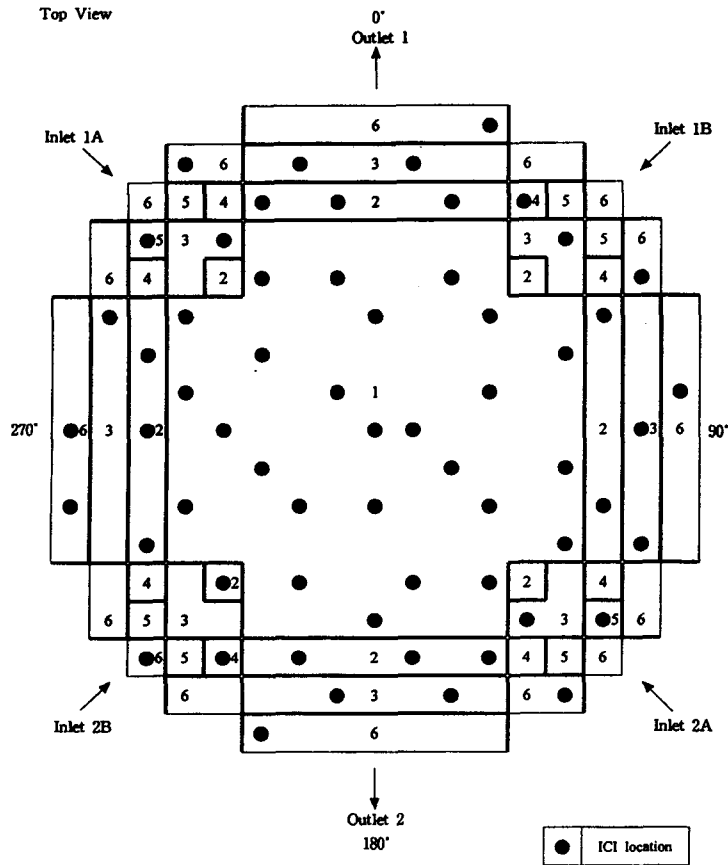 Top View
0°
Outlet 1
Inlet 1A
Inlet 1B
6
6 3 6
6 5 4 2 4 5 6
5 3 3 5 6
6 4 2 2 4
1
270° 6 3 2 2 3 6 90°
4 2 2 4
6 5 3 3 5 6
6 5 4 2 4 5 6
6 3 6
6
Inlet 2B
Inlet 2A
Outlet 2
180°
ICI location